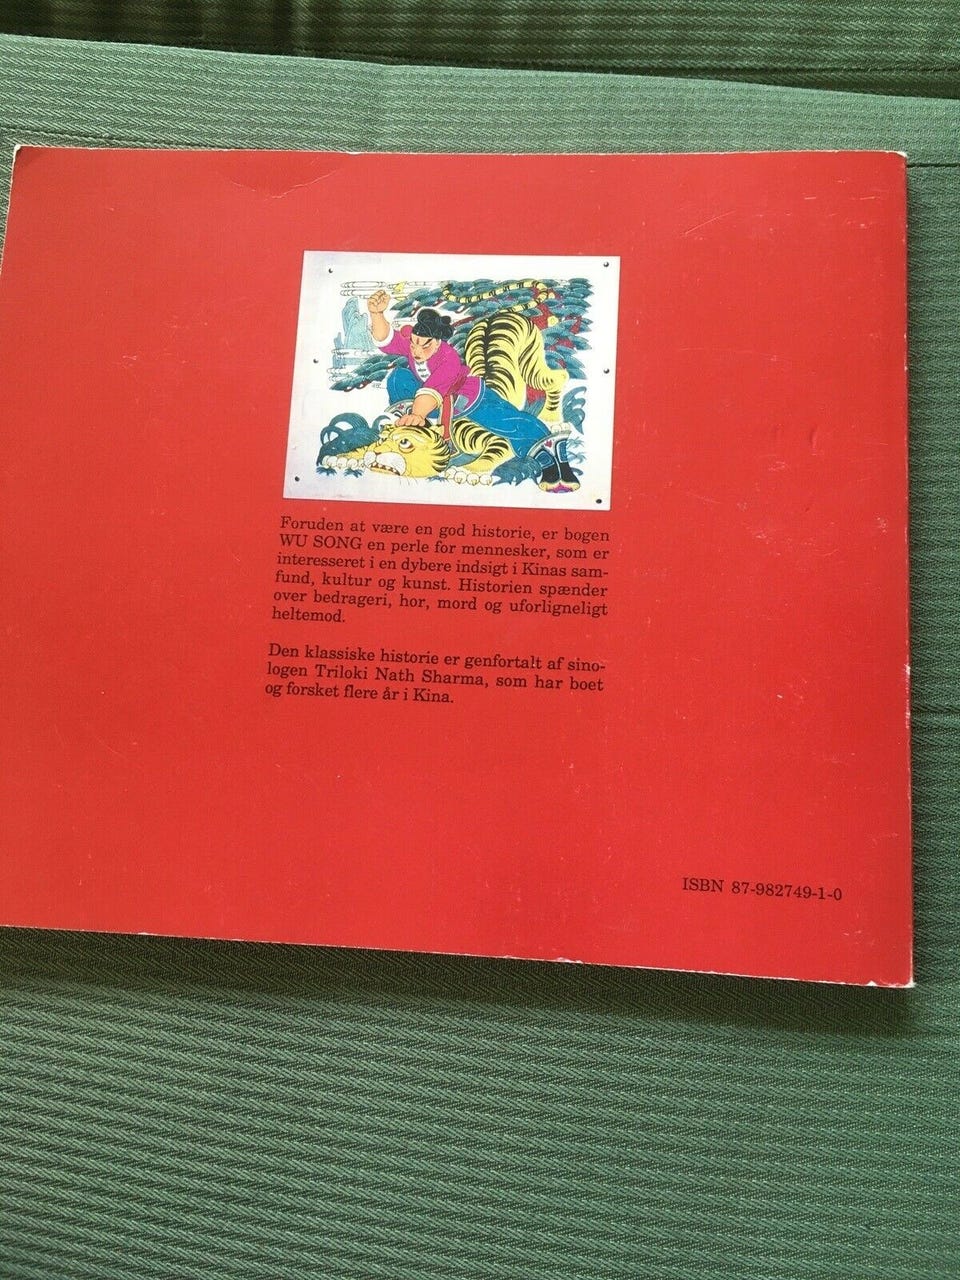 Foruden at være en god historie, er bogen
WU SONG en perle for mennesker, som er
interesseret i en dybere indsigt i Kinas sam-
fund, kultur og kunst. Historien spænder
over bedrageri, hor, mord og uforligneligt
heltemod.
Den klassiske historie er genfortalt af sino-
logen Triloki Nath Sharma, som har boet
og forsket flere år i Kina.
ISBN 87-982749-1-0